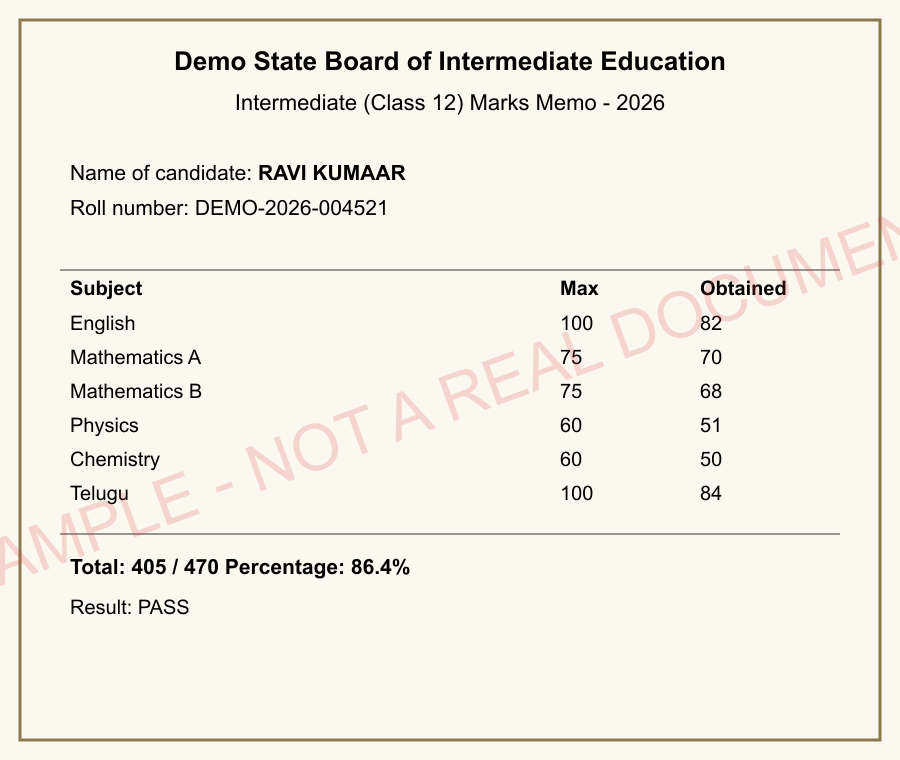 Demo State Board of Intermediate Education
Intermediate (Class 12) Marks Memo - 2026
Name of candidate: RAVI KUMAAR
Roll number: DEMO-2026-004521
Subject Max Obtained
English 100 82
Mathematics A 75 70
Mathematics B 75 68
Physics 60 51
Chemistry 60 50
Telugu 100 84
Total: 405 / 470 Percentage: 86.4%
Result: PASS
AMPLE - NOT A REAL DOCUMEN